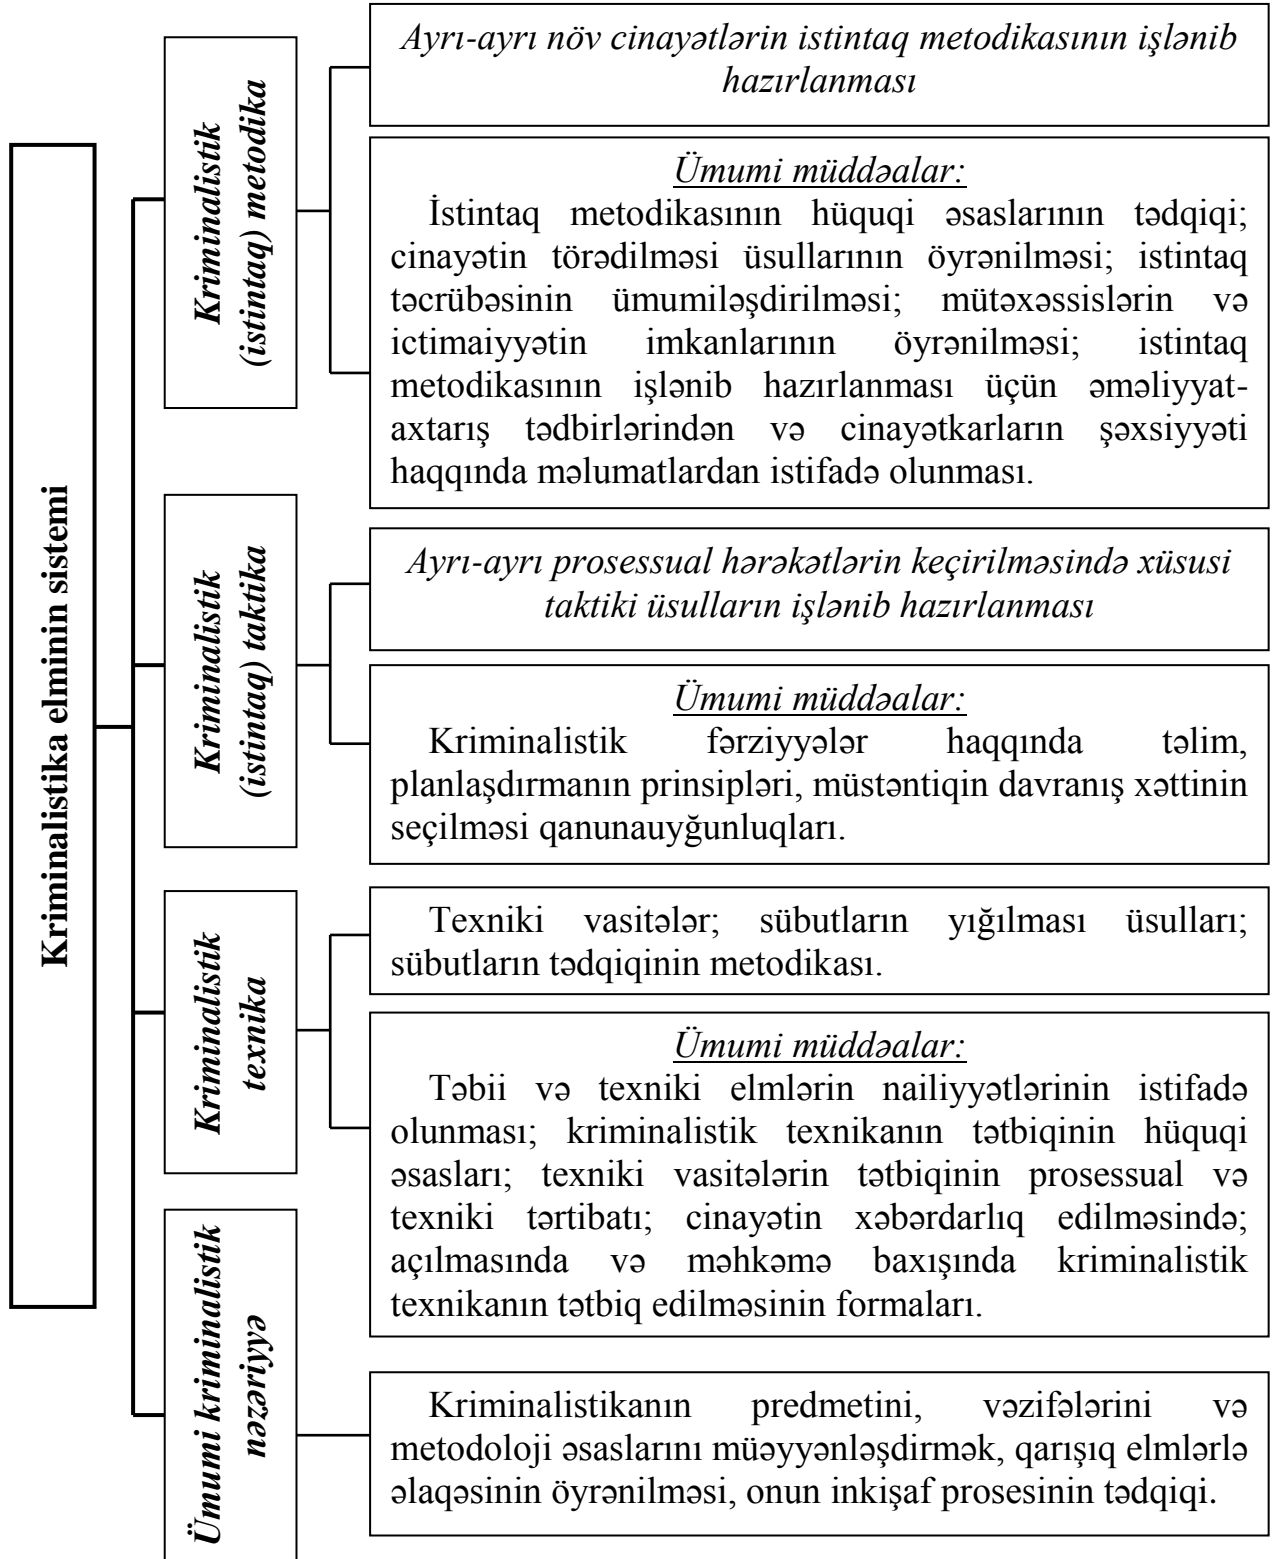 Kriminalistika elminin sistemi
Kriminalistik
(istintaq) metodika
Ayrı-ayrı növ cinayətlərin istintaq metodikasının işlənib
hazırlanması
Ümumi müddəalar:
İstintaq metodikasının hüquqi əsaslarının tədqiqi;
cinayətin törədilməsi üsullarının öyrənilməsi; istintaq
təcrübəsinin ümumiləşdirilməsi; mütəxəssislərin və
ictimaiyyətin imkanlarının öyrənilməsi; istintaq
metodikasının işlənib hazırlanması üçün əməliyyat-
axtarış tədbirlərindən və cinayətkarların şəxsiyyəti
haqqında məlumatlardan istifadə olunması.
Kriminalistik
(istintaq) taktika
Ayrı-ayrı prosessual hərəkətlərin keçirilməsində xüsusi
taktiki üsulların işlənib hazırlanması
Ümumi müddəalar:
Kriminalistik fərziyyələr haqqında təlim,
planlaşdırmanın prinsipləri, müstəntiqin davranış xəttinin
seçilməsi qanunauyğunluqları.
Kriminalistik
texnika
Texniki vasitələr; sübutların yığılması üsulları;
sübutların tədqiqinin metodikası.
Ümumi müddəalar:
Təbii və texniki elmlərin nailiyyətlərinin istifadə
olunması; kriminalistik texnikanın tətbiqinin hüquqi
əsasları; texniki vasitələrin tətbiqinin prosessual və
texniki tərtibatı; cinayətin xəbərdarlıq edilməsində;
açılmasında və məhkəmə baxışında kriminalistik
texnikanın tətbiq edilməsinin formaları.
Ümumi kriminalistik
nəzəriyyə
Kriminalistikanın predmetini, vəzifələrini və
metodoloji əsaslarını müəyyənləşdirmək, qarışıq elmlərlə
əlaqəsinin öyrənilməsi, onun inkişaf prosesinin tədqiqi.